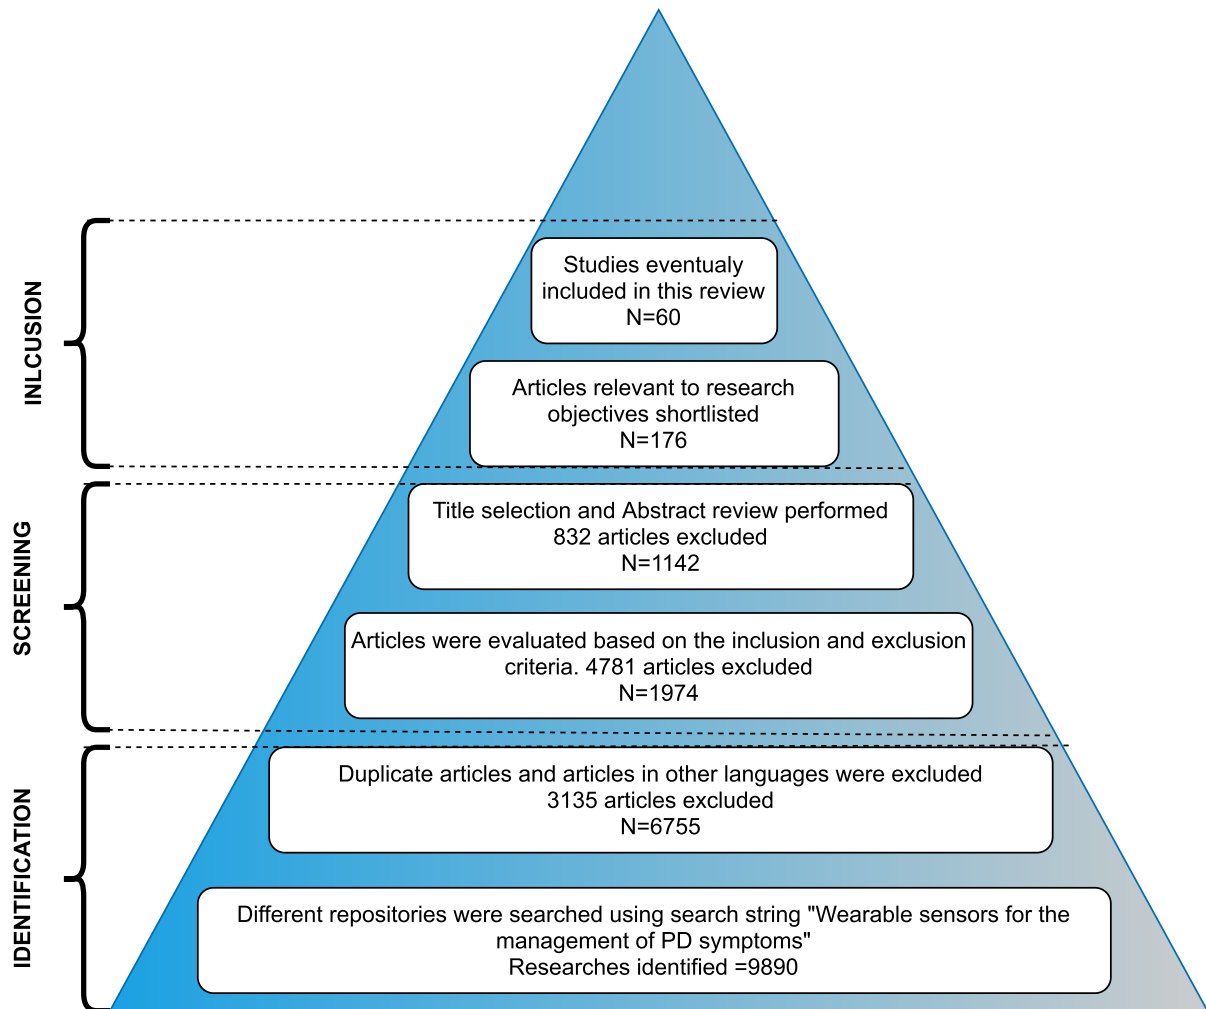 INLCUSION
Studies eventualy
included in this review
N=60
Articles relevant to research
objectives shortlisted
N=176
SCREENING
Title selection and Abstract review performed
832 articles excluded
N=1142
Articles were evaluated based on the inclusion and exclusion
criteria. 4781 articles excluded
N=1974
IDENTIFICATION
Duplicate articles and articles in other languages were excluded
3135 articles excluded
N=6755
Different repositories were searched using search string "Wearable sensors for the
management of PD symptoms"
Researches identified =9890